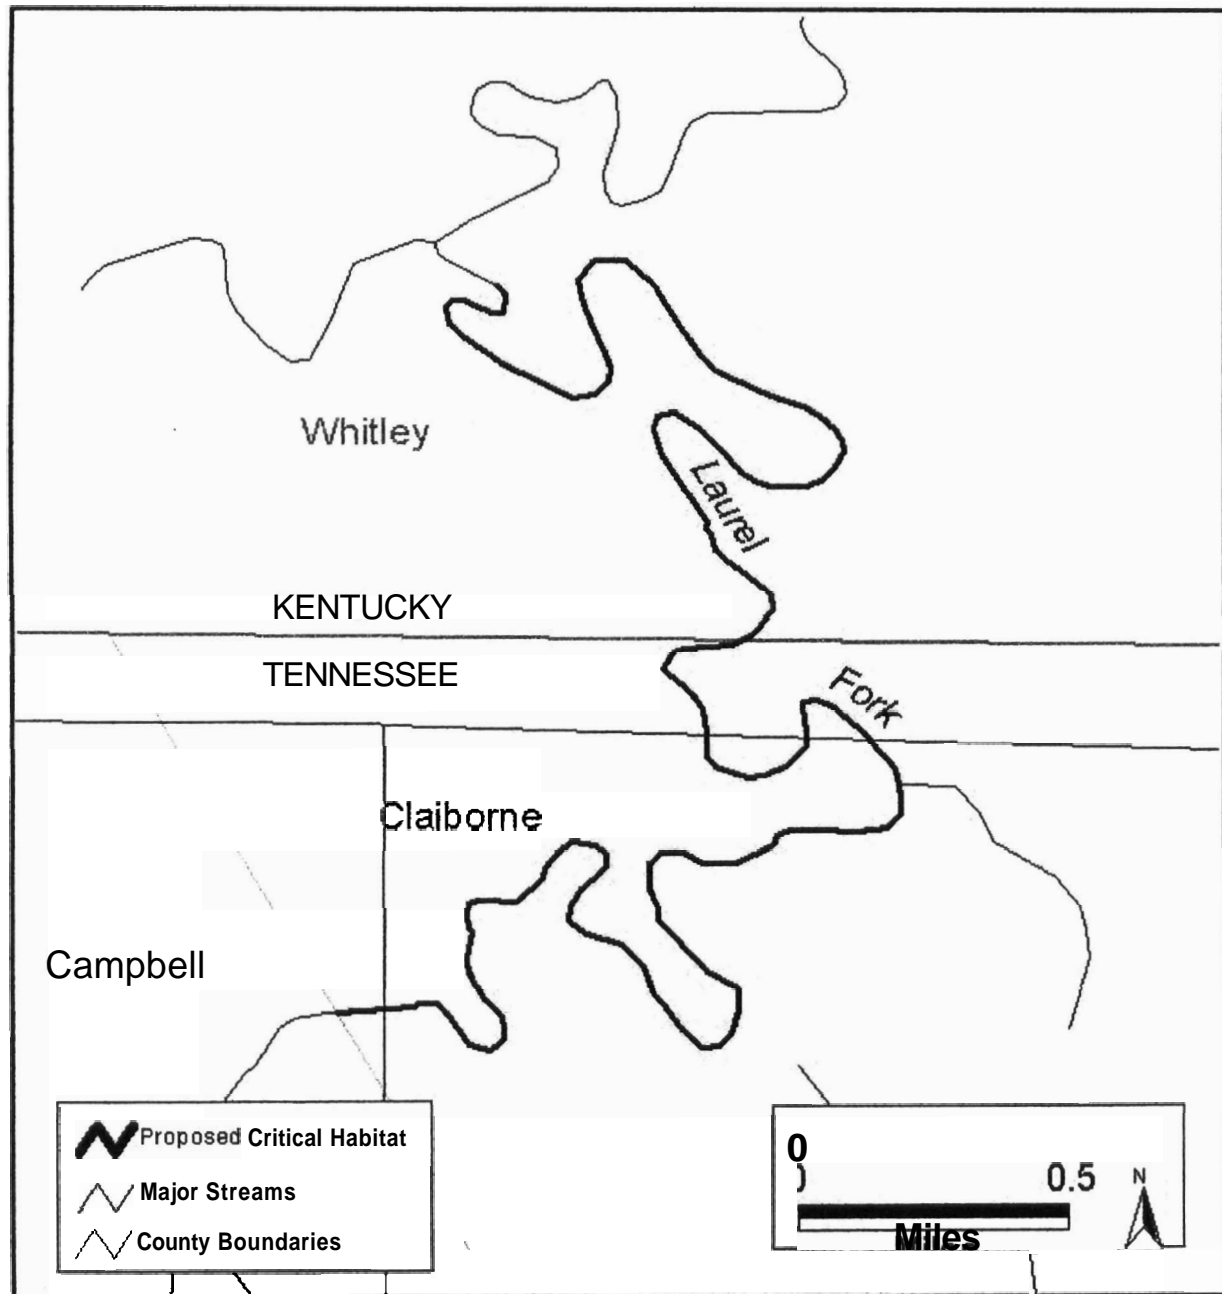 Whitley
Laurel
KENTUCKY
TENNESSEE
Fork
Claiborne
Campbell
Proposed Critical Habitat
Major Streams
County Boundaries
0
0.5
N
Miles